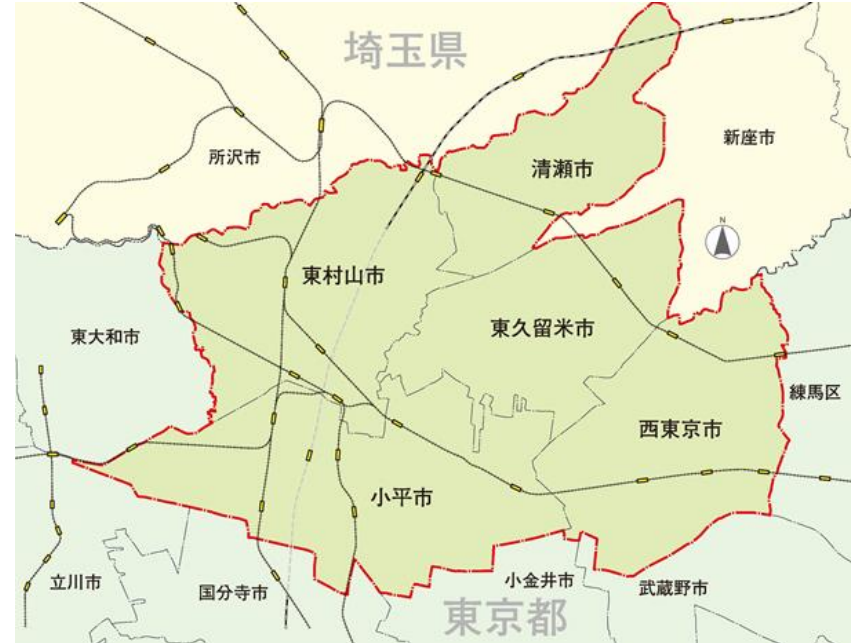 埼玉県
新座市
所沢市
清瀬市
N
東村山市
東久留米市
東大和市
練馬区
西東京市
小平市
立川市
国分寺市
小金井市
武蔵野市
東京都